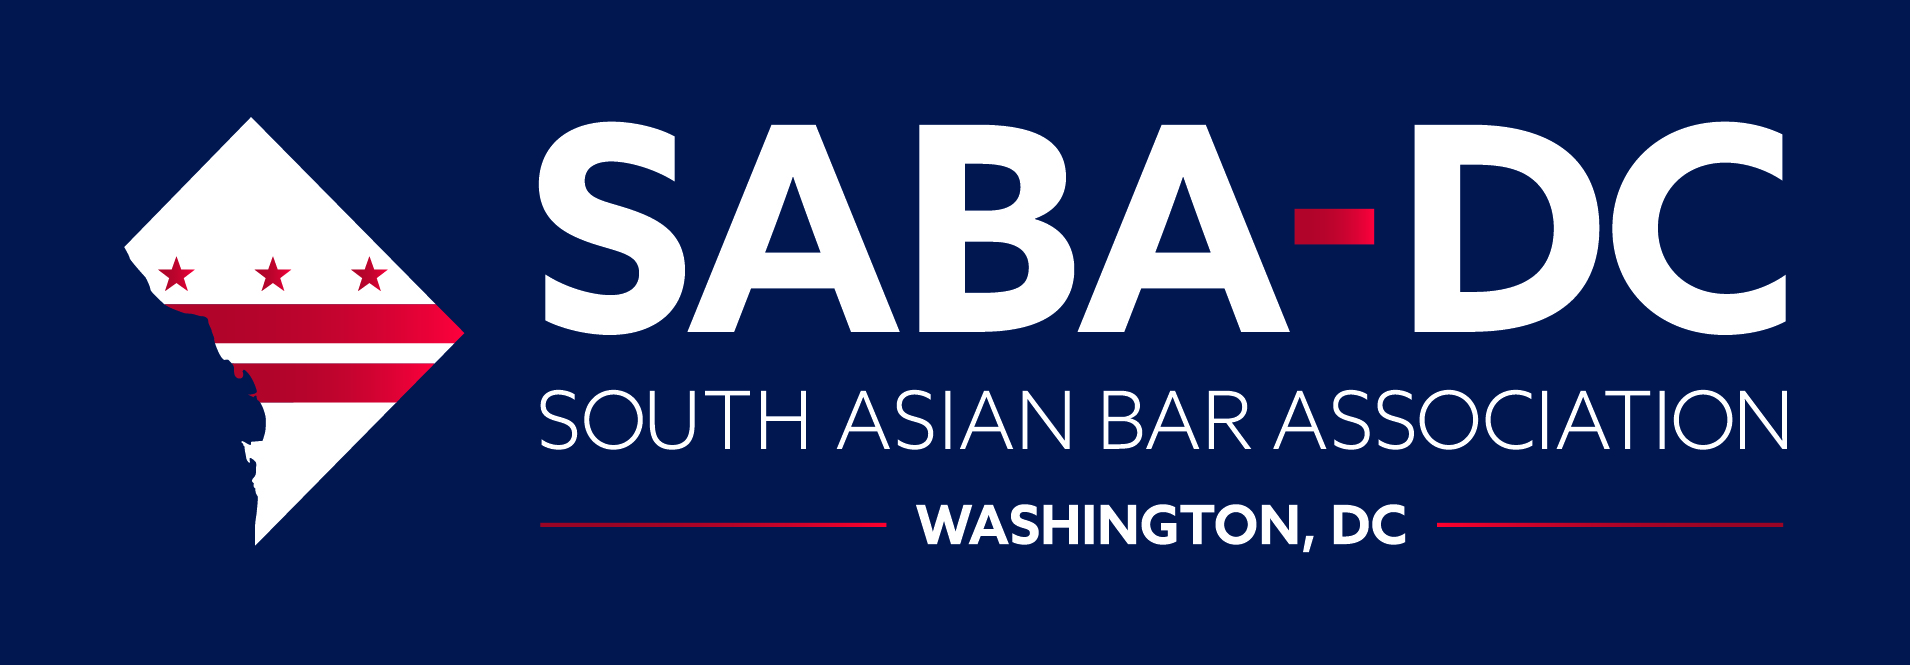 SABA-DC
SOUTH ASIAN BAR ASSOCIATION
WASHINGTON, DC